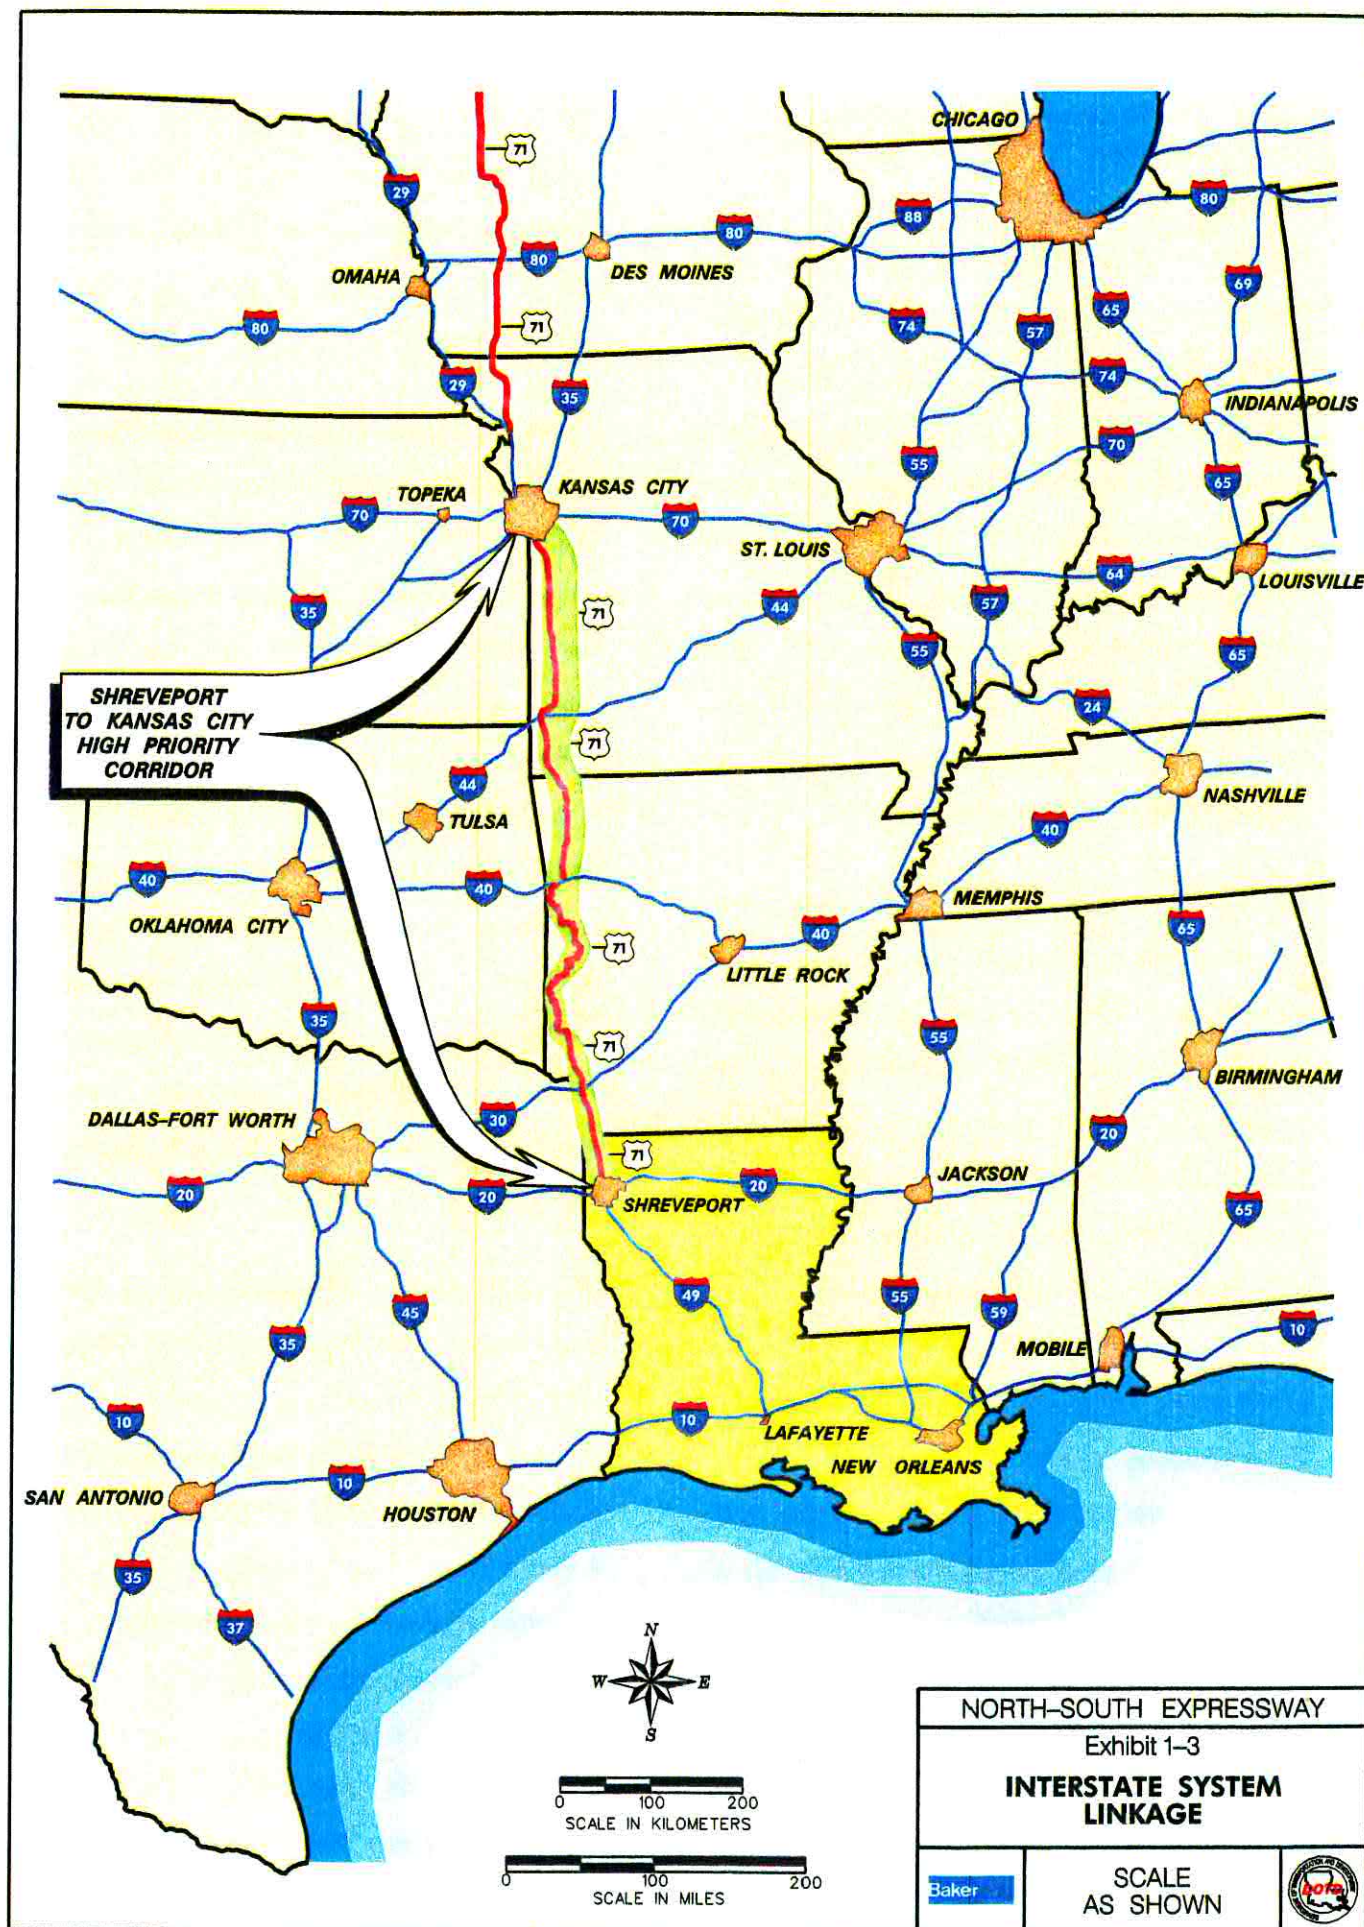 CHICAGO
71
29
88
80
80
80
DES MOINES
OMAHA
69
65
80
71
74
57
29
35
74
INDIANAPOLIS
70
55
KANSAS CITY
TOPEKA
65
70
70
ST. LOUIS
64
LOUISVILLE
35
71
44
57
55
65
SHREVEPORT
TO KANSAS CITY
HIGH PRIORITY
CORRIDOR
24
71
44
NASHVILLE
TULSA
40
40
40
MEMPHIS
OKLAHOMA CITY
65
40
71
LITTLE ROCK
35
55
71
BIRMINGHAM
DALLAS–FORT WORTH
30
20
71
JACKSON
20
20
20
SHREVEPORT
65
49
55
45
59
35
10
MOBILE
10
10
LAFAYETTE
NEW ORLEANS
10
SAN ANTONIO
HOUSTON
35
37
N
W
E
S
0 100 200
SCALE IN KILOMETERS
0 100 200
SCALE IN MILES
NORTH–SOUTH EXPRESSWAY
Exhibit 1–3
INTERSTATE SYSTEM
LINKAGE
Baker
SCALE
AS SHOWN
DOTD